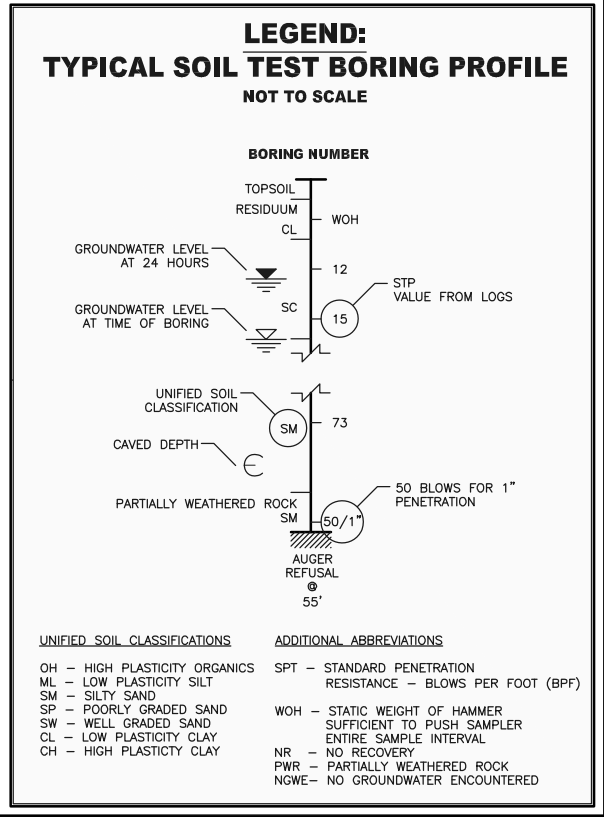 LEGEND:
TYPICAL SOIL TEST BORING PROFILE
NOT TO SCALE
BORING NUMBER
TOPSOIL
RESIDUUM
WOH
CL
GROUNDWATER LEVEL
AT 24 HOURS
12
STP
VALUE FROM LOGS
SC
GROUNDWATER LEVEL
AT TIME OF BORING
15
UNIFIED SOIL
CLASSIFICATION
SM
73
CAVED DEPTH
50 BLOWS FOR 1"
PENETRATION
PARTIALLY WEATHERED ROCK
SM
50/1"
AUGER
REFUSAL
@
55'
UNIFIED SOIL CLASSIFICATIONS
OH – HIGH PLASTICITY ORGANICS
ML – LOW PLASTICITY SILT
SM – SILTY SAND
SP – POORLY GRADED SAND
SW – WELL GRADED SAND
CL – LOW PLASTICITY CLAY
CH – HIGH PLASTICTY CLAY
ADDITIONAL ABBREVIATIONS
SPT – STANDARD PENETRATION
RESISTANCE – BLOWS PER FOOT (BPF)
WOH – STATIC WEIGHT OF HAMMER
SUFFICIENT TO PUSH SAMPLER
ENTIRE SAMPLE INTERVAL
NR – NO RECOVERY
PWR – PARTIALLY WEATHERED ROCK
NGWE– NO GROUNDWATER ENCOUNTERED